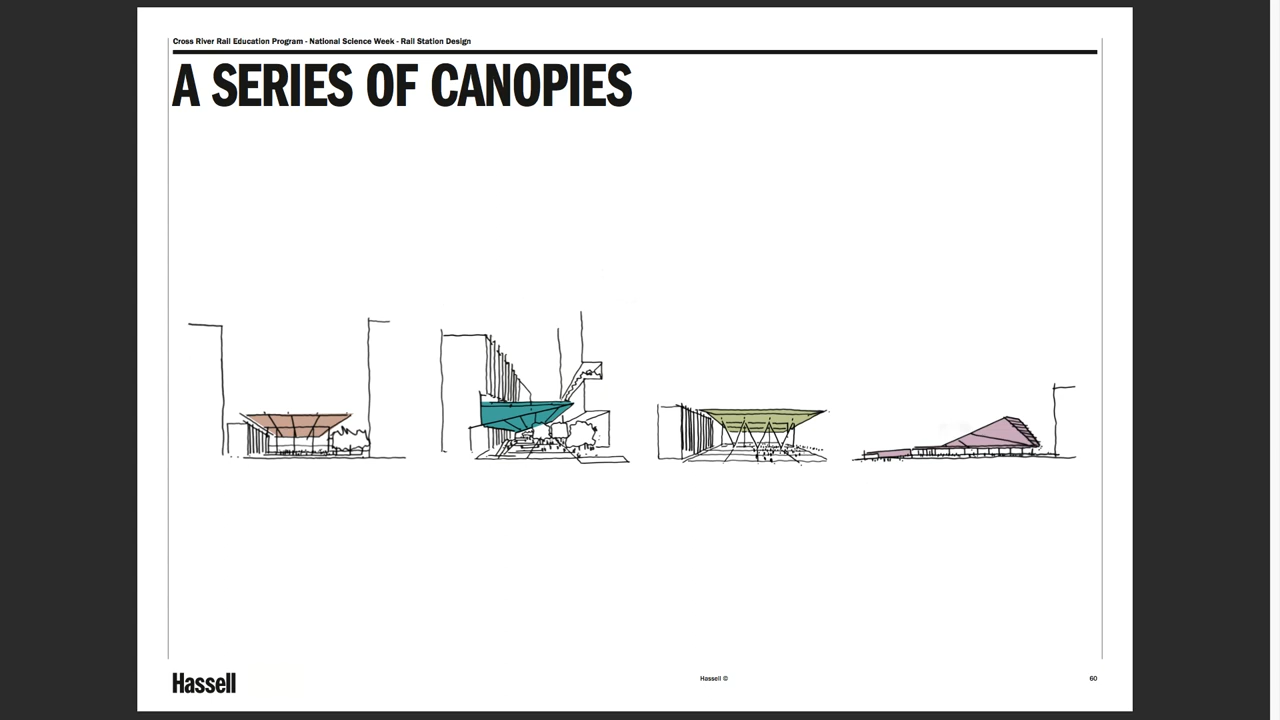 Cross River Rail Education Program - National Science Week - Rail Station Design
A SERIES OF CANOPIES
Hassell
Hassell ©
60